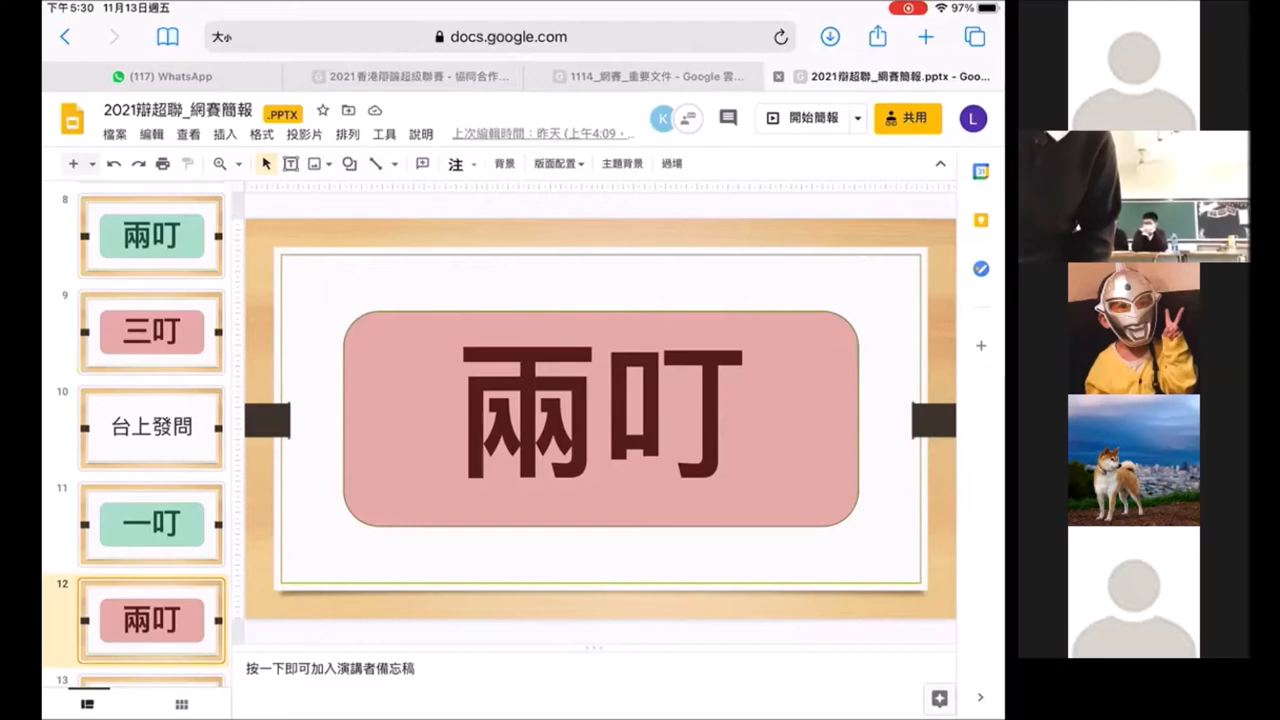 下午5:30 11月13日週五
97%
大小
docs.google.com
(117) WhatsApp
2021香港辯論超級聯賽 - 協同合作...
1114_網賽_重要文件 - Google 雲...
2021辯超聯_網賽簡報.pptx - Goo...
2021辯超聯_網賽簡報 .PPTX
K
開始簡報
共用
L
檔案 編輯 查看 插入 格式 投影片 排列 工具 說明 上次編輯時間：昨天 (上午4:09，...
注 背景 版面配置 主題背景 過場
31
8
兩叮
9
三叮
10
台上發問
11
一叮
12
兩叮
13
兩叮
按一下即可加入演講者備忘稿